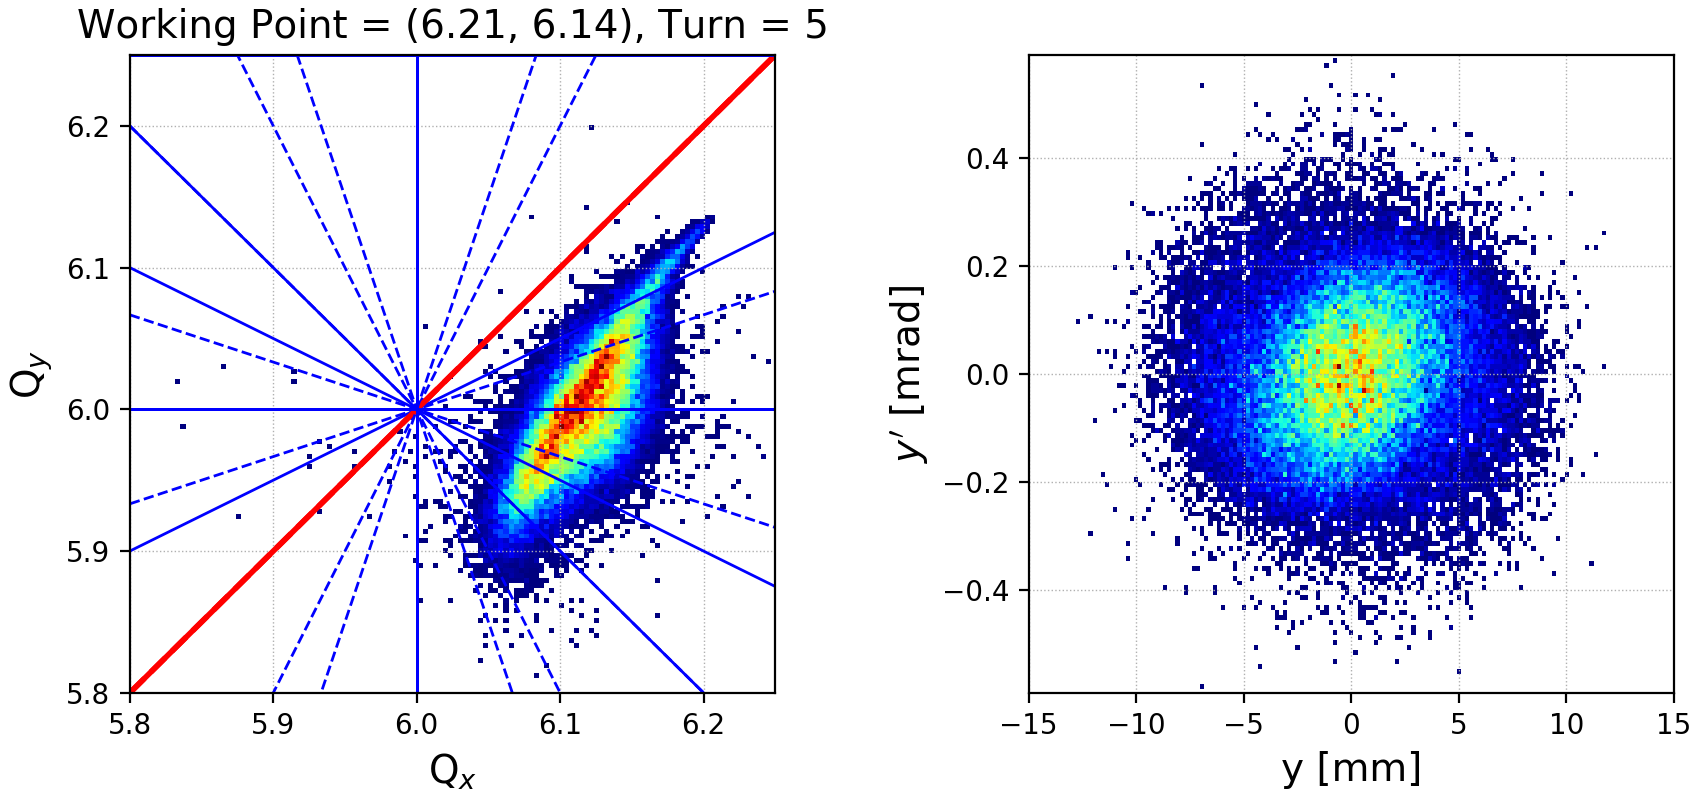 Working Point = (6.21, 6.14), Turn = 5
6.2
6.1
6.0
5.9
5.8
Qy
5.8 5.9 6.0 6.1 6.2
Qx
0.4
0.2
0.0
−0.2
−0.4
y′ [mrad]
−15 −10 −5 0 5 10 15
y [mm]